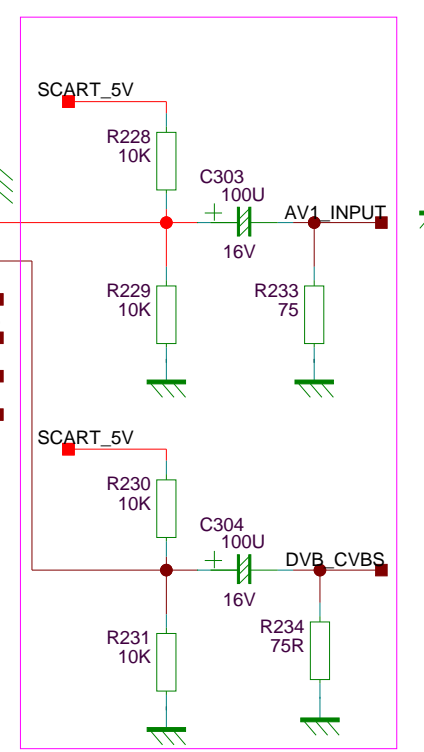 SCART_5V
R228
10K
C303
100U
AV1_INPUT
16V
R229
10K
R233
75
SCART_5V
R230
10K
C304
100U
DVB_CVBS
16V
R231
10K
R234
75R